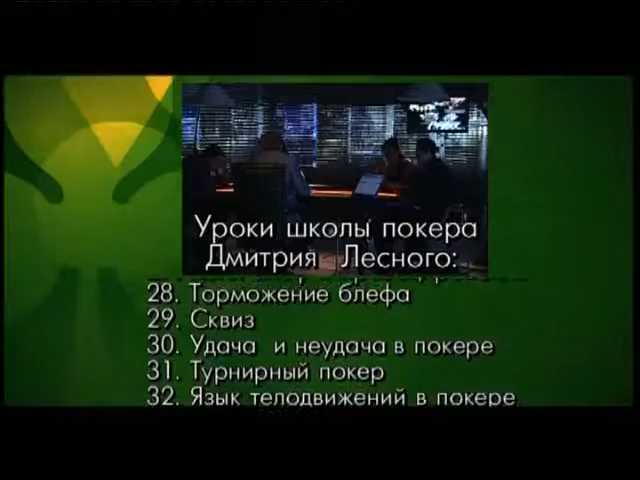 Уроки школы покера
Дмитрия Лесного:
28. Торможение блефа
29. Сквиз
30. Удача и неудача в покере
31. Турнирный покер
32. Язык телодвижений в покере